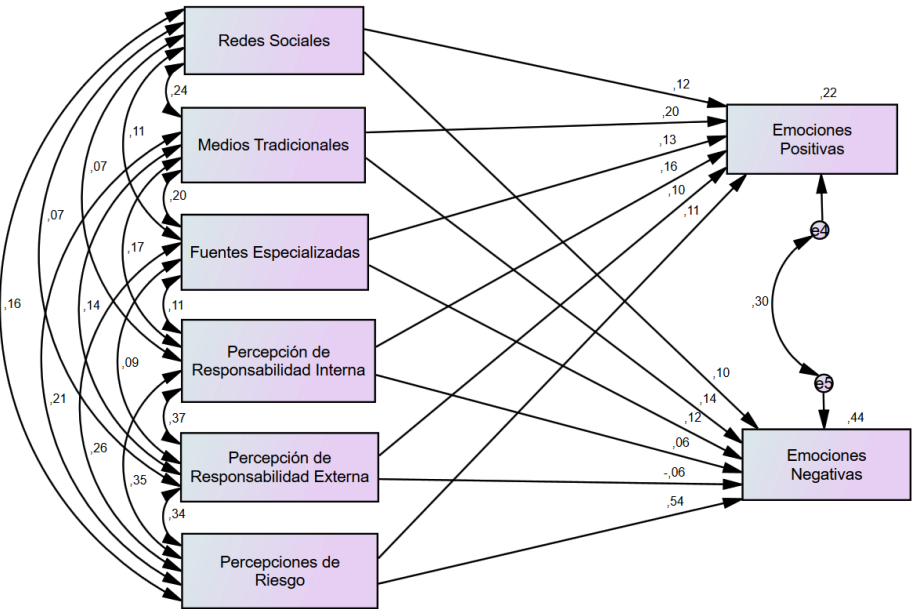 Redes Sociales
,12
,22
,24
,20
Emociones
Positivas
,11
Medios Tradicionales
,13
,16
,07
,10
,20
,11
,07
e4
,17
Fuentes Especializadas
,16
,14
,11
,30
,09
Percepción de
Responsabilidad Interna
,10
e5
,21
,14
,37
,12
,44
,26
,06
Percepción de
Responsabilidad Externa
Emociones
Negativas
,35
-,06
,34
,54
Percepciones de
Riesgo